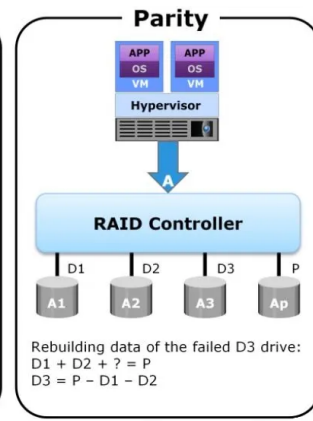 Parity
APP APP
OS OS
VM VM
Hypervisor
A
RAID Controller
D1 D2 D3 P
A1 A2 A3 Ap
Rebuilding data of the failed D3 drive:
D1 + D2 + ? = P
D3 = P – D1 – D2